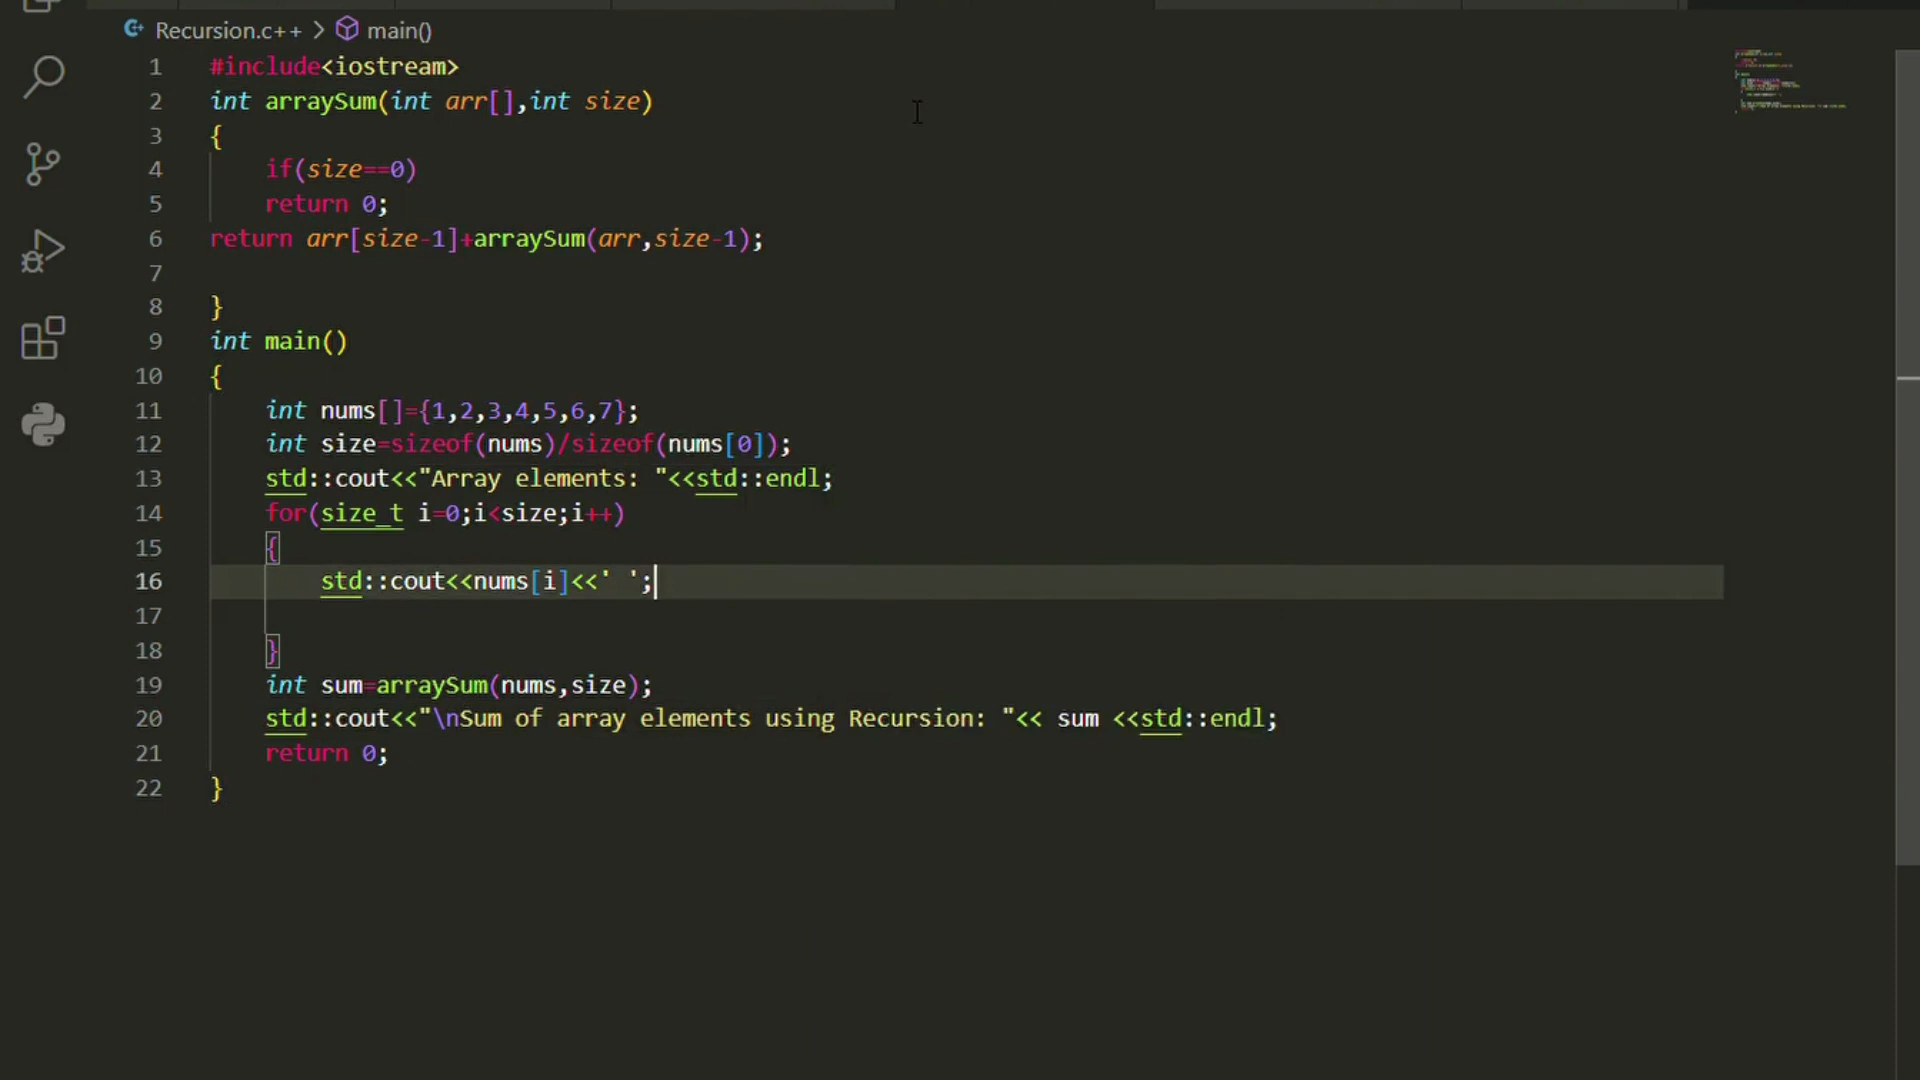 Recursion.c++ > main()
1 #include<iostream>
2 int arraySum(int arr[],int size)
3 {
4     if(size==0)
5     return 0;
6 return arr[size-1]+arraySum(arr,size-1);
7
8 }
9 int main()
10 {
11     int nums[]={1,2,3,4,5,6,7};
12     int size=sizeof(nums)/sizeof(nums[0]);
13     std::cout<<"Array elements: "<<std::endl;
14     for(size_t i=0;i<size;i++)
15     {
16         std::cout<<nums[i]<<' ';
17
18     }
19     int sum=arraySum(nums,size);
20     std::cout<<"\nSum of array elements using Recursion: "<< sum <<std::endl;
21     return 0;
22 }